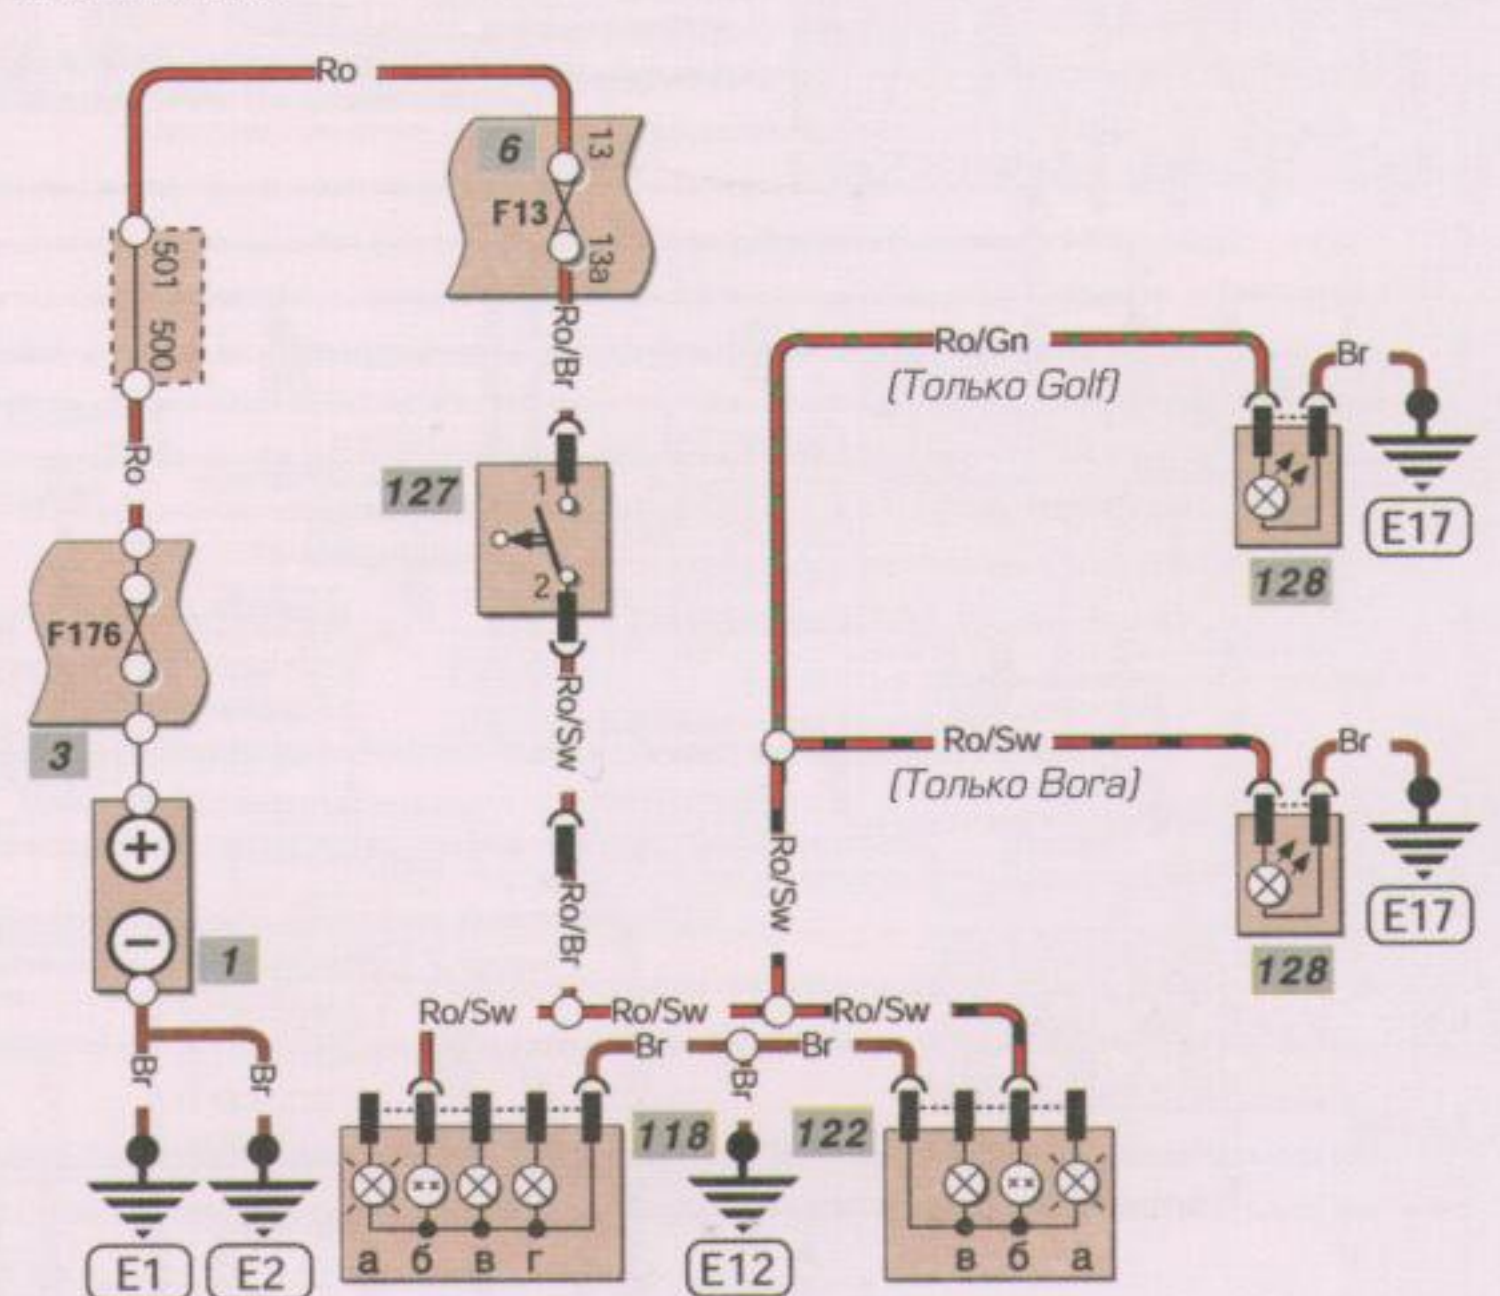 Ro
6
13
F13
13a
501
500
Ro/Br
Ro/Gn
(Только Golf)
Br
Ro
127
1
2
E17
128
F176
3
Ro/Sw
Ro/Sw
(Только Bora)
Br
+
−
1
Ro/Br
Ro/Sw
E17
128
Ro/Sw
Ro/Sw
Ro/Sw
Br
Br
Br
Br
Br
118
122
а б в г
в б а
E1
E2
E12